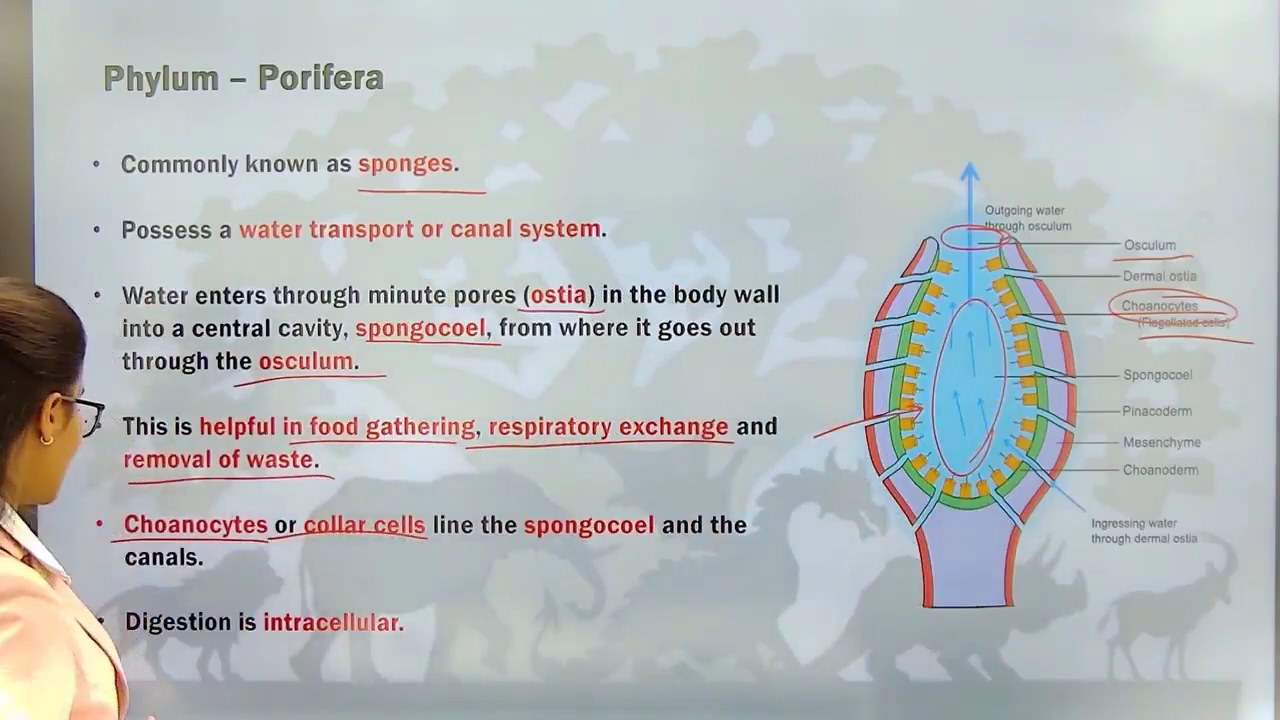 Phylum – Porifera
• Commonly known as sponges.
• Possess a water transport or canal system.
• Water enters through minute pores (ostia) in the body wall
into a central cavity, spongocoel, from where it goes out
through the osculum.
This is helpful in food gathering, respiratory exchange and
removal of waste.
• Choanocytes or collar cells line the spongocoel and the
canals.
• Digestion is intracellular.
Outgoing water
through osculum
Osculum
Dermal ostia
Choanocytes
(Flagellated cells)
Spongocoel
Pinacoderm
Mesenchyme
Choanoderm
Ingressing water
through dermal ostia